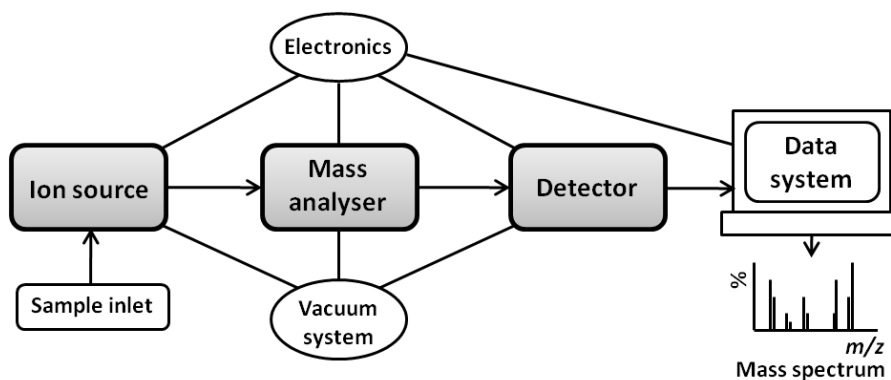 Electronics
Ion source
Mass
analyser
Detector
Data
system
Sample inlet
Vacuum
system
%
m/z
Mass spectrum